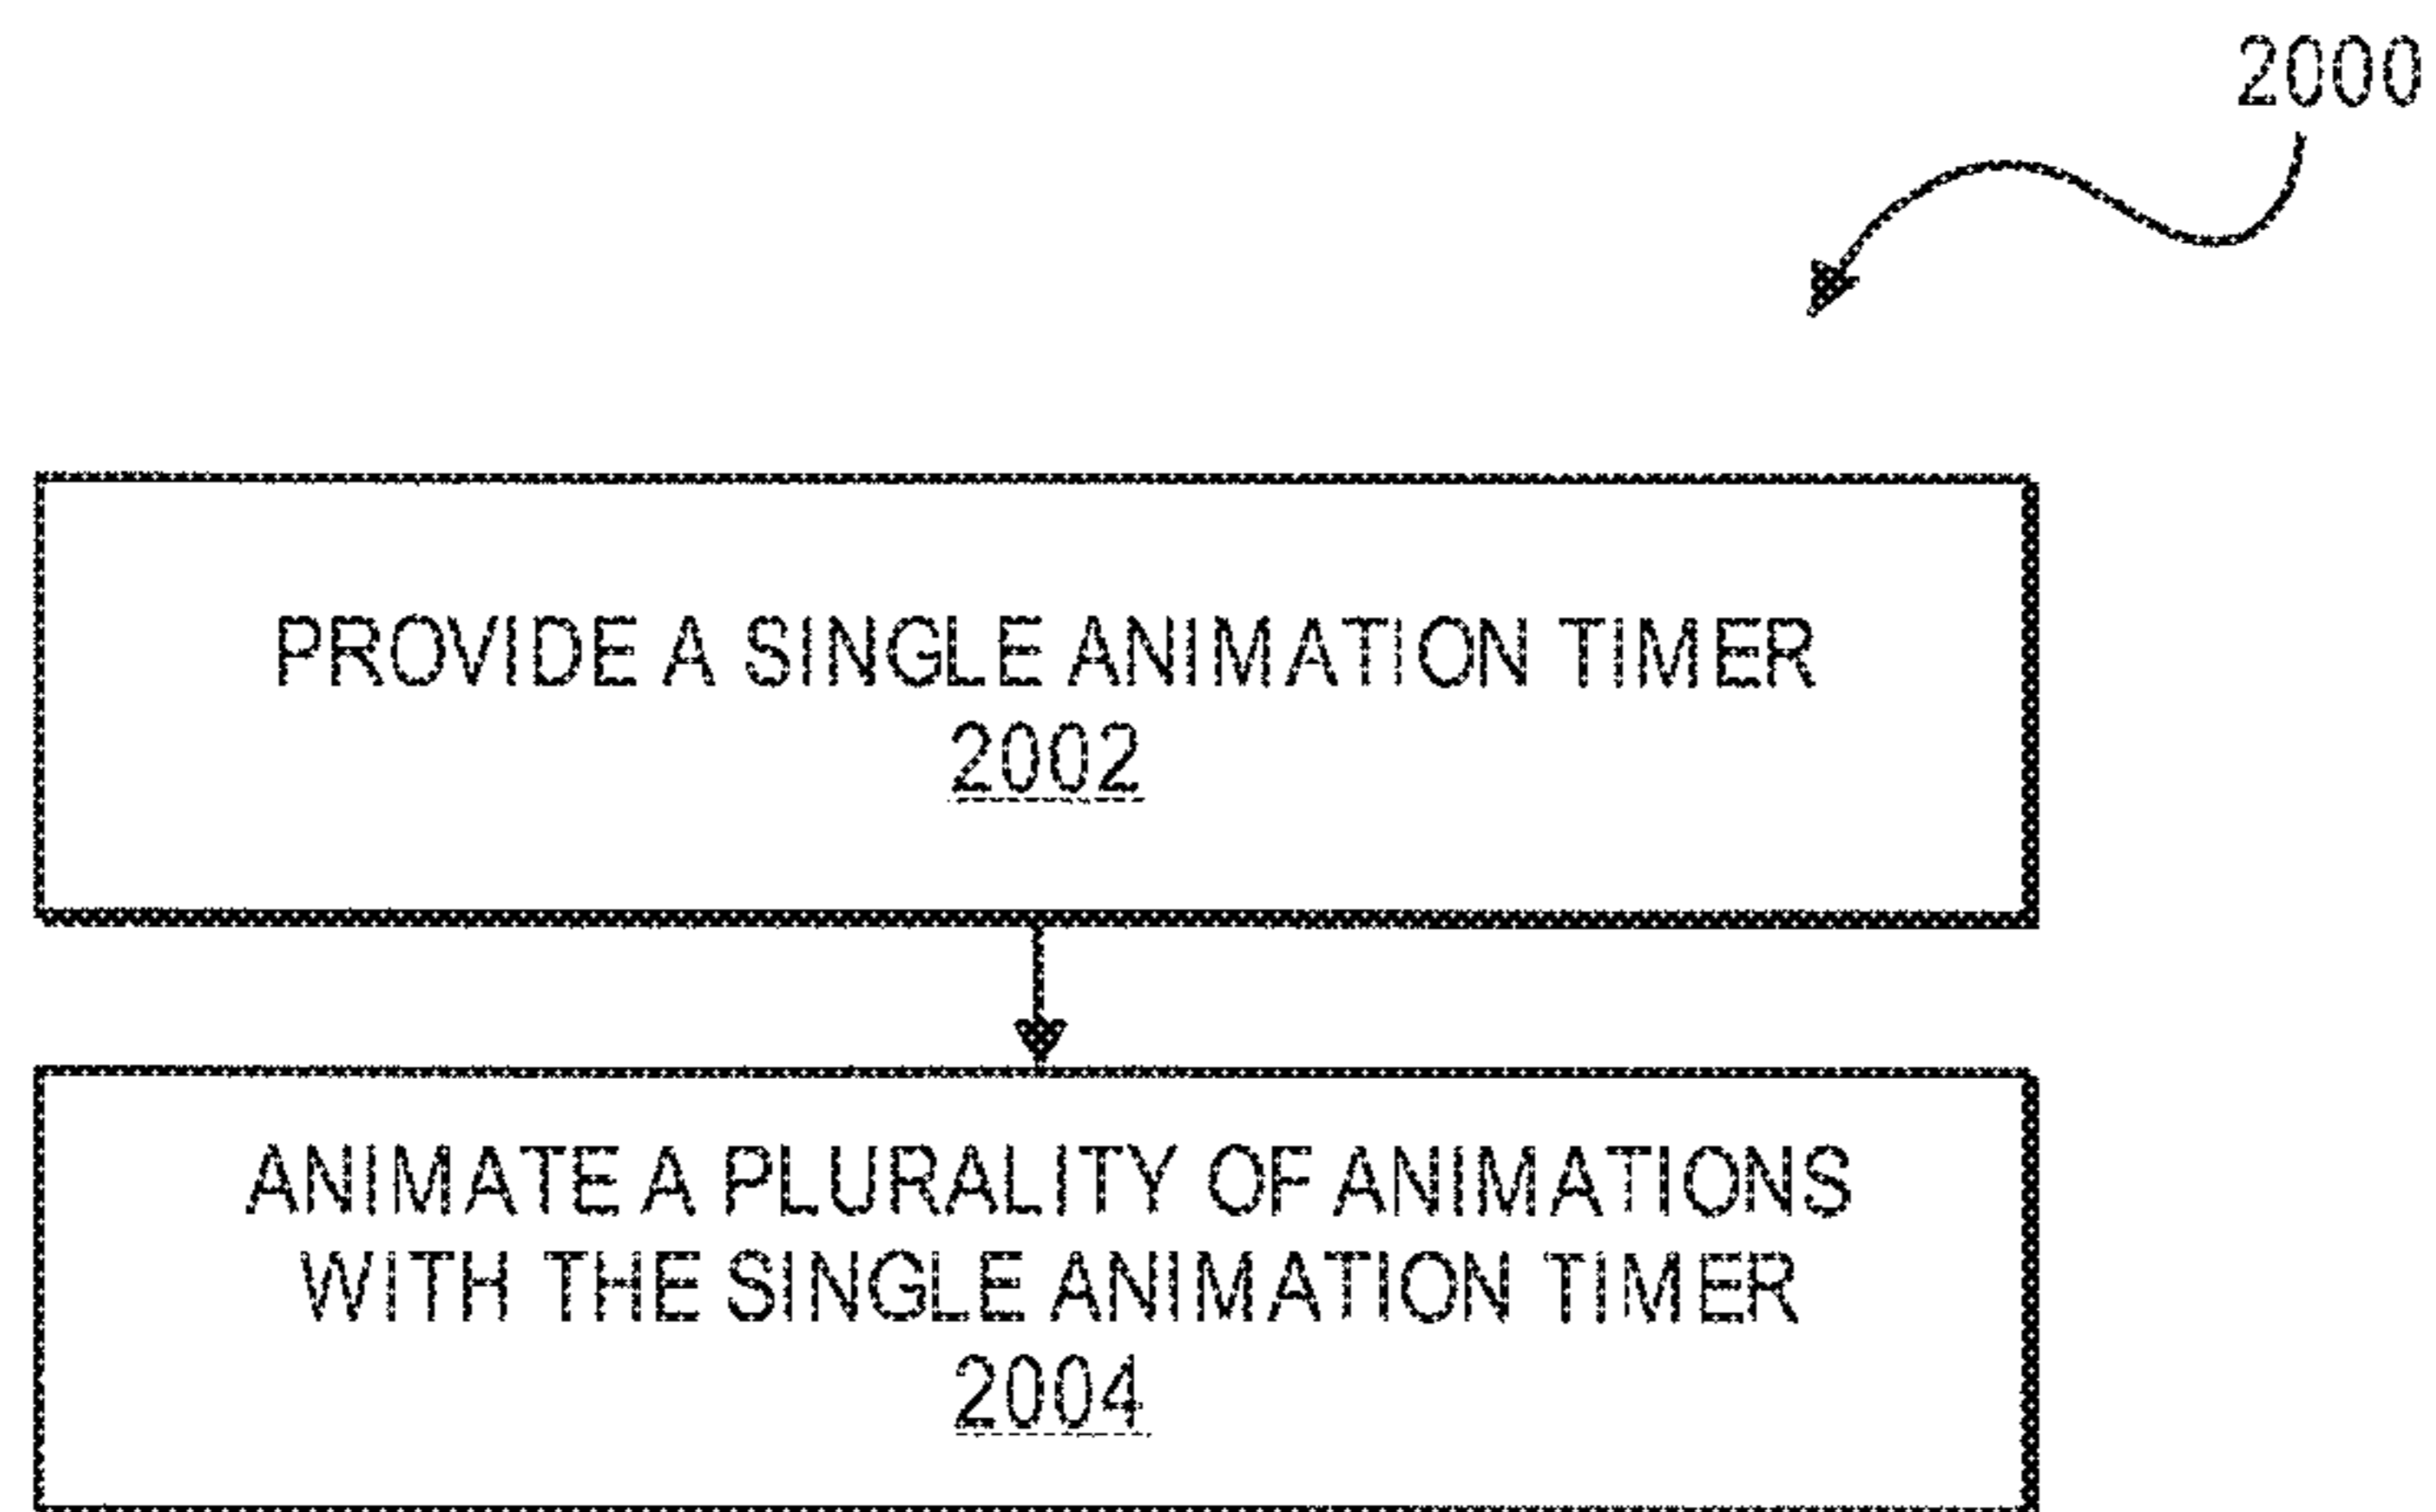 2000
PROVIDE A SINGLE ANIMATION TIMER
2002
ANIMATE A PLURALITY OF ANIMATIONS
WITH THE SINGLE ANIMATION TIMER
2004